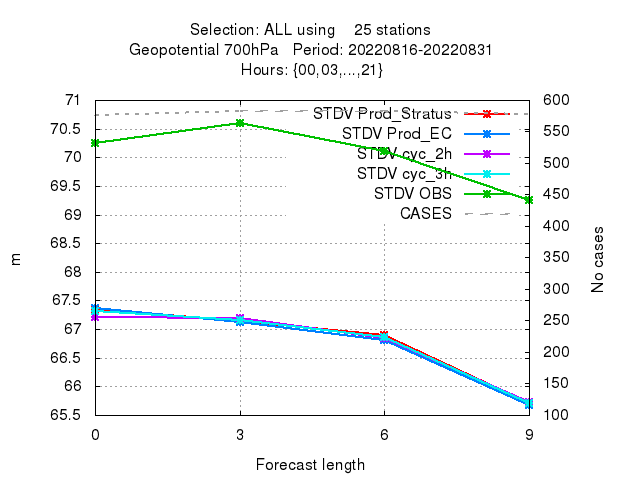 Selection: ALL using 25 stations
Geopotential 700hPa Period: 20220816-20220831
Hours: {00,03,...,21}
STDV Prod_Stratus
STDV Prod_EC
STDV cyc_2h
STDV cyc_3h
STDV OBS
CASES
71
70.5
70
69.5
69
68.5
68
67.5
67
66.5
66
65.5
m
600
550
500
450
400
350
300
250
200
150
100
No cases
0 3 6 9
Forecast length